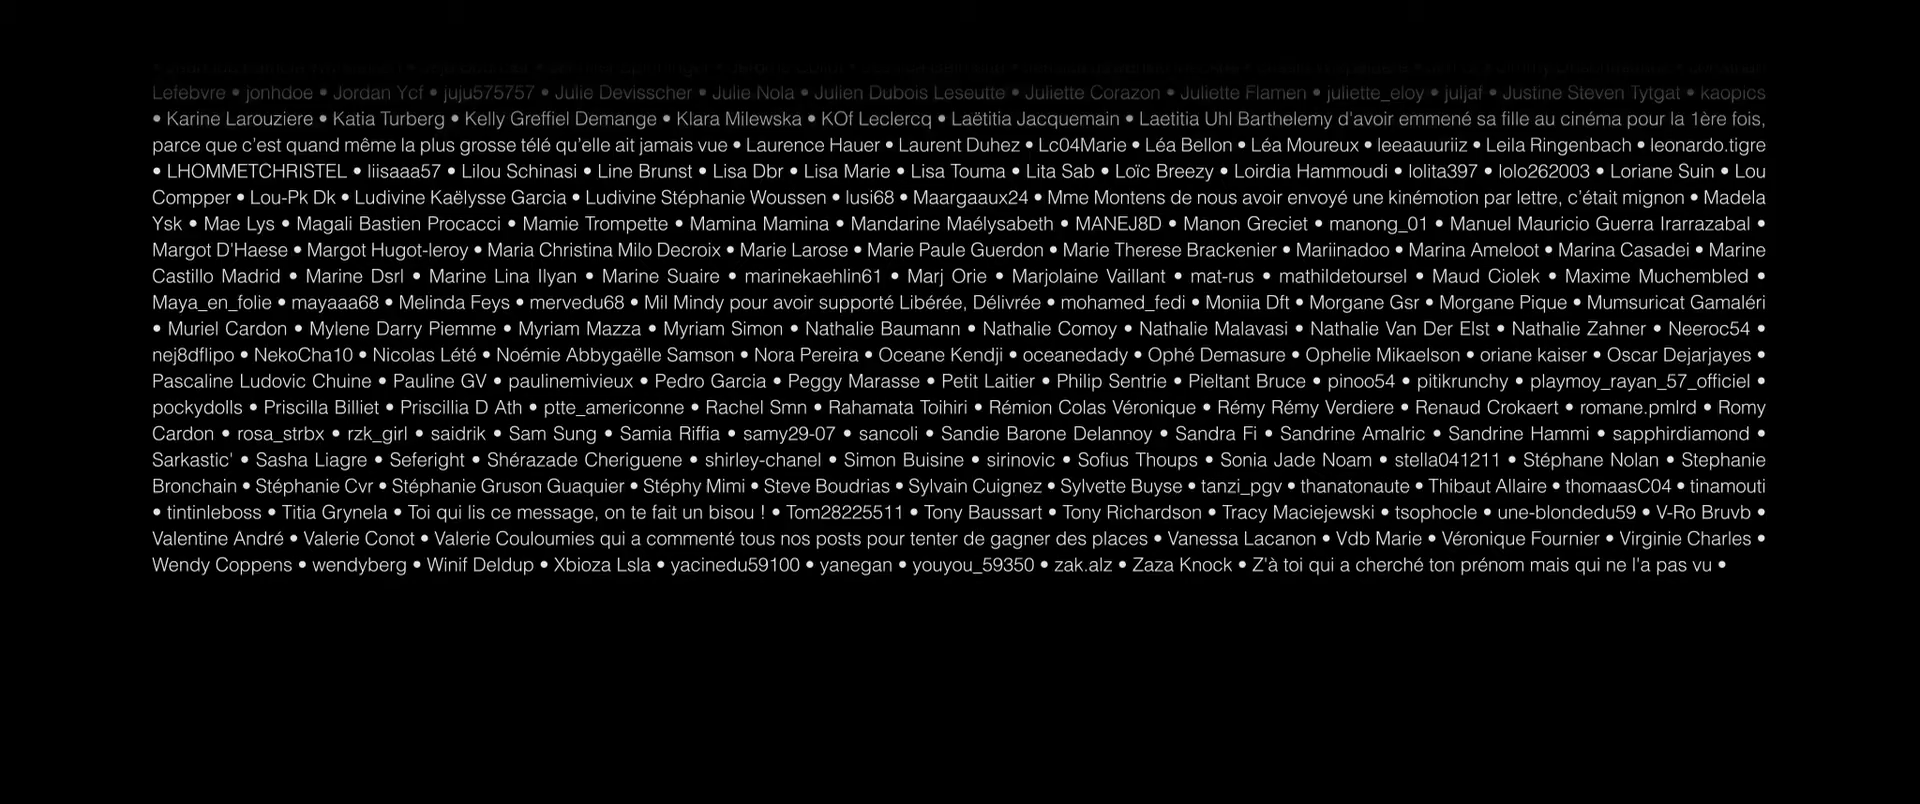 Lefebvre • jonhdoe • Jordan Ycf • juju575757 • Julie Devisscher • Julie Nola • Julien Dubois Leseutte • Juliette Corazon • Juliette Flamen • juliette_eloy • juljaf • Justine Steven Tytgat • kaopics
• Karine Larouziere • Katia Turberg • Kelly Greffiel Demange • Klara Milewska • KOf Leclercq • Laëtitia Jacquemain • Laetitia Uhl Barthelemy d'avoir emmené sa fille au cinéma pour la 1ère fois,
parce que c’est quand même la plus grosse télé qu’elle ait jamais vue • Laurence Hauer • Laurent Duhez • Lc04Marie • Léa Bellon • Léa Moureux • leeaauuriiz • Leila Ringenbach • leonardo.tigre
• LHOMMETCHRISTEL • liisaaa57 • Lilou Schinasi • Line Brunst • Lisa Dbr • Lisa Marie • Lisa Touma • Lita Sab • Loïc Breezy • Loirdia Hammoudi • lolita397 • lolo262003 • Loriane Suin • Lou
Compper • Lou-Pk Dk • Ludivine Kaëlysse Garcia • Ludivine Stéphanie Woussen • lusi68 • Maargaaux24 • Mme Montens de nous avoir envoyé une kinémotion par lettre, c’était mignon • Madela
Ysk • Mae Lys • Magali Bastien Procacci • Mamie Trompette • Mamina Mamina • Mandarine Maélysabeth • MANEJ8D • Manon Greciet • manong_01 • Manuel Mauricio Guerra Irarrazabal •
Margot D'Haese • Margot Hugot-leroy • Maria Christina Milo Decroix • Marie Larose • Marie Paule Guerdon • Marie Therese Brackenier • Mariinadoo • Marina Ameloot • Marina Casadei • Marine
Castillo Madrid • Marine Dsrl • Marine Lina Ilyan • Marine Suaire • marinekaehlin61 • Marj Orie • Marjolaine Vaillant • mat-rus • mathildetoursel • Maud Ciolek • Maxime Muchembled •
Maya_en_folie • mayaaa68 • Melinda Feys • mervedu68 • Mil Mindy pour avoir supporté Libérée, Délivrée • mohamed_fedi • Moniia Dft • Morgane Gsr • Morgane Pique • Mumsuricat Gamaléri
• Muriel Cardon • Mylene Darry Piemme • Myriam Mazza • Myriam Simon • Nathalie Baumann • Nathalie Comoy • Nathalie Malavasi • Nathalie Van Der Elst • Nathalie Zahner • Neeroc54 •
nej8dflipo • NekoCha10 • Nicolas Lété • Noémie Abbygaëlle Samson • Nora Pereira • Oceane Kendji • oceanedady • Ophé Demasure • Ophelie Mikaelson • oriane kaiser • Oscar Dejarjayes •
Pascaline Ludovic Chuine • Pauline GV • paulinemivieux • Pedro Garcia • Peggy Marasse • Petit Laitier • Philip Sentrie • Pieltant Bruce • pinoo54 • pitikrunchy • playmoy_rayan_57_officiel •
pockydolls • Priscilla Billiet • Priscillia D Ath • ptte_americonne • Rachel Smn • Rahamata Toihiri • Rémion Colas Véronique • Rémy Rémy Verdiere • Renaud Crokaert • romane.pmlrd • Romy
Cardon • rosa_strbx • rzk_girl • saidrik • Sam Sung • Samia Riffia • samy29-07 • sancoli • Sandie Barone Delannoy • Sandra Fi • Sandrine Amalric • Sandrine Hammi • sapphirdiamond •
Sarkastic' • Sasha Liagre • Seferight • Shérazade Cheriguene • shirley-chanel • Simon Buisine • sirinovic • Sofius Thoups • Sonia Jade Noam • stella041211 • Stéphane Nolan • Stephanie
Bronchain • Stéphanie Cvr • Stéphanie Gruson Guaquier • Stéphy Mimi • Steve Boudrias • Sylvain Cuignez • Sylvette Buyse • tanzi_pgv • thanatonaute • Thibaut Allaire • thomaasC04 • tinamouti
• tintinleboss • Titia Grynela • Toi qui lis ce message, on te fait un bisou ! • Tom28225511 • Tony Baussart • Tony Richardson • Tracy Maciejewski • tsophocle • une-blondedu59 • V-Ro Bruvb •
Valentine André • Valerie Conot • Valerie Couloumies qui a commenté tous nos posts pour tenter de gagner des places • Vanessa Lacanon • Vdb Marie • Véronique Fournier • Virginie Charles •
Wendy Coppens • wendyberg • Winif Deldup • Xbioza Lsla • yacinedu59100 • yanegan • youyou_59350 • zak.alz • Zaza Knock • Z'à toi qui a cherché ton prénom mais qui ne l'a pas vu •